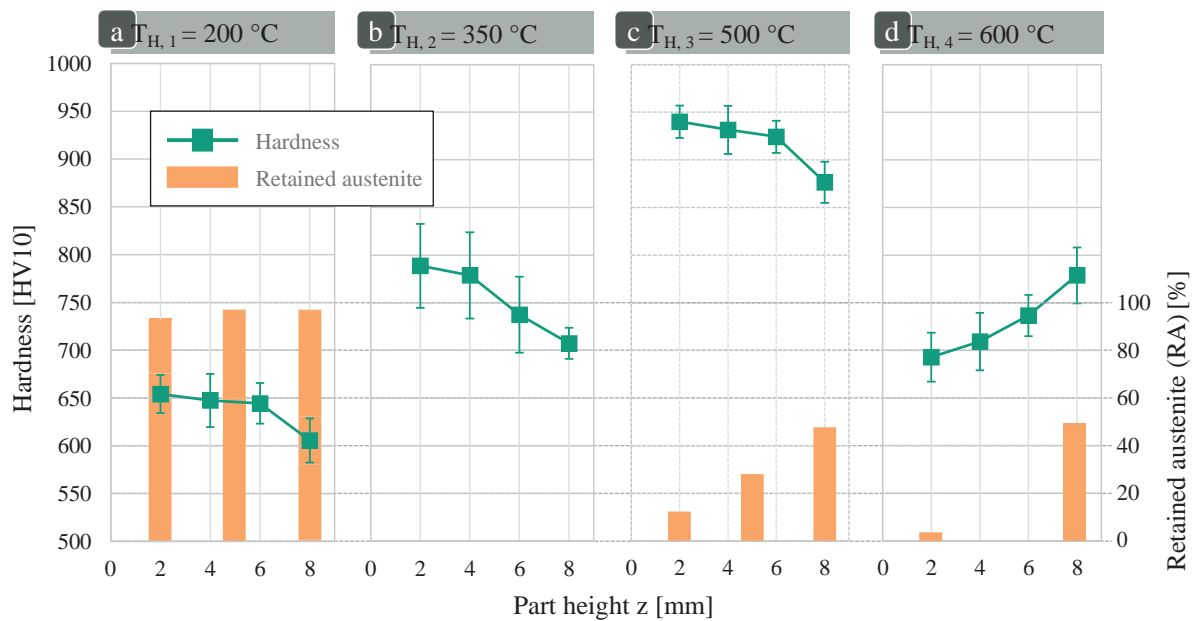 a T_H, 1 = 200 °C
b T_H, 2 = 350 °C
c T_H, 3 = 500 °C
d T_H, 4 = 600 °C
1000
950
900
850
800
750
700
650
600
550
500
Hardness [HV10]
Hardness
Retained austenite
100
80
60
40
20
0
Retained austenite (RA) [%]
0 2 4 6 8 0 2 4 6 8 0 2 4 6 8 0 2 4 6 8
Part height z [mm]